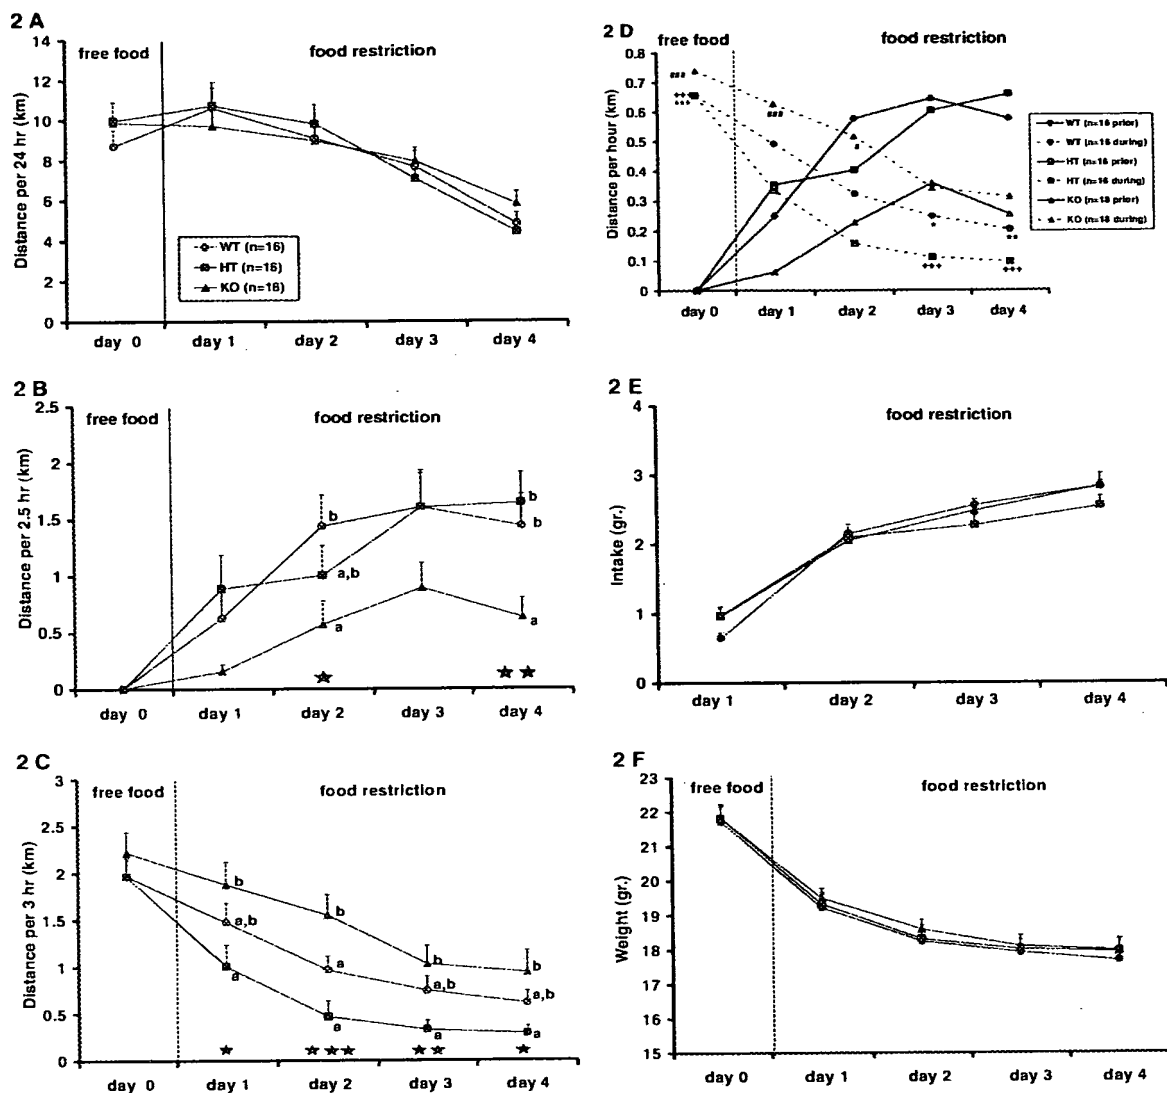 2 A
free food
food restriction
Distance per 24 hr (km)
14
12
10
8
6
4
2
0
WT (n=16)
HT (n=16)
KO (n=18)
day 0
day 1
day 2
day 3
day 4
2 B
free food
food restriction
Distance per 2.5 hr (km)
2.5
2
1.5
1
0.5
0
b
a,b
a
b
b
a
day 0
day 1
day 2
day 3
day 4
2 C
free food
food restriction
Distance per 3 hr (km)
3
2.5
2
1.5
1
0.5
0
b
a,b
a
b
a
a
b
a,b
a
b
a,b
a
day 0
day 1
day 2
day 3
day 4
2 D
free food
food restriction
Distance per hour (km)
0.8
0.7
0.6
0.5
0.4
0.3
0.2
0.1
0
###
+++
***
###
#
*
+++
**
+++
WT (n=16 prior)
WT (n=16 during)
HT (n=16 prior)
HT (n=16 during)
KO (n=18 prior)
KO (n=18 during)
day 0
day 1
day 2
day 3
day 4
2 E
food restriction
Intake (gr.)
4
3
2
1
0
day 1
day 2
day 3
day 4
2 F
free food
food restriction
Weight (gr.)
23
22
21
20
19
18
17
16
15
day 0
day 1
day 2
day 3
day 4